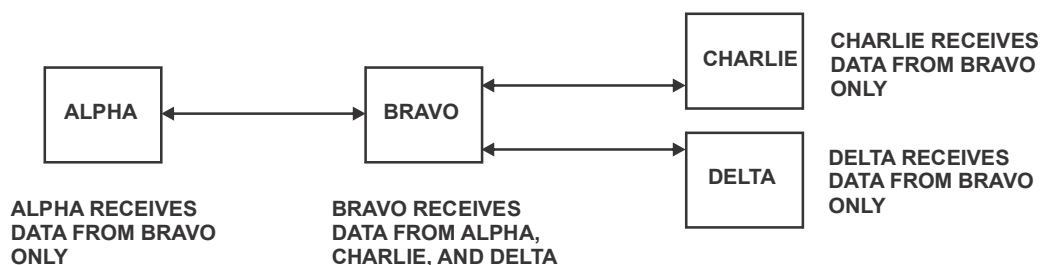 ALPHA
BRAVO
CHARLIE
DELTA
CHARLIE RECEIVES
DATA FROM BRAVO
ONLY
DELTA RECEIVES
DATA FROM BRAVO
ONLY
ALPHA RECEIVES
DATA FROM BRAVO
ONLY
BRAVO RECEIVES
DATA FROM ALPHA,
CHARLIE, AND DELTA